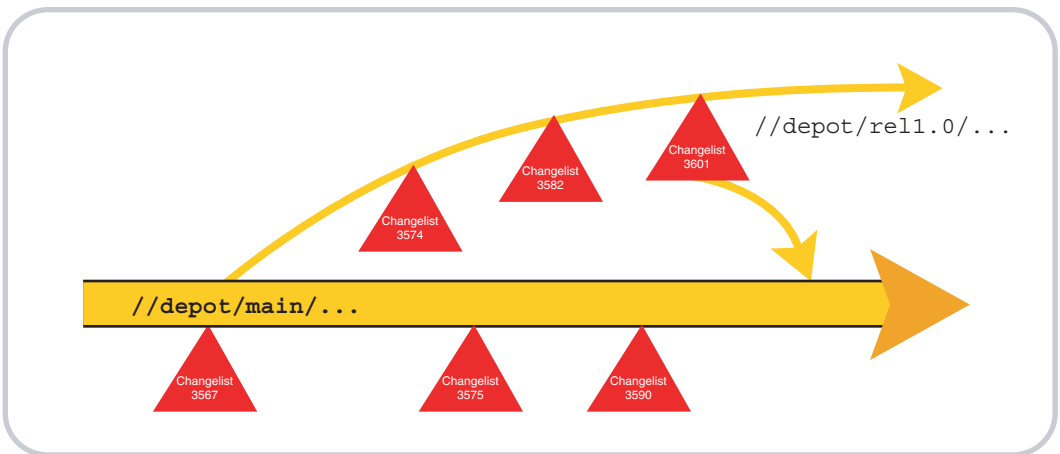 //depot/rel1.0/...
Changelist
3601
Changelist
3582
Changelist
3574
//depot/main/...
Changelist
3567
Changelist
3575
Changelist
3590